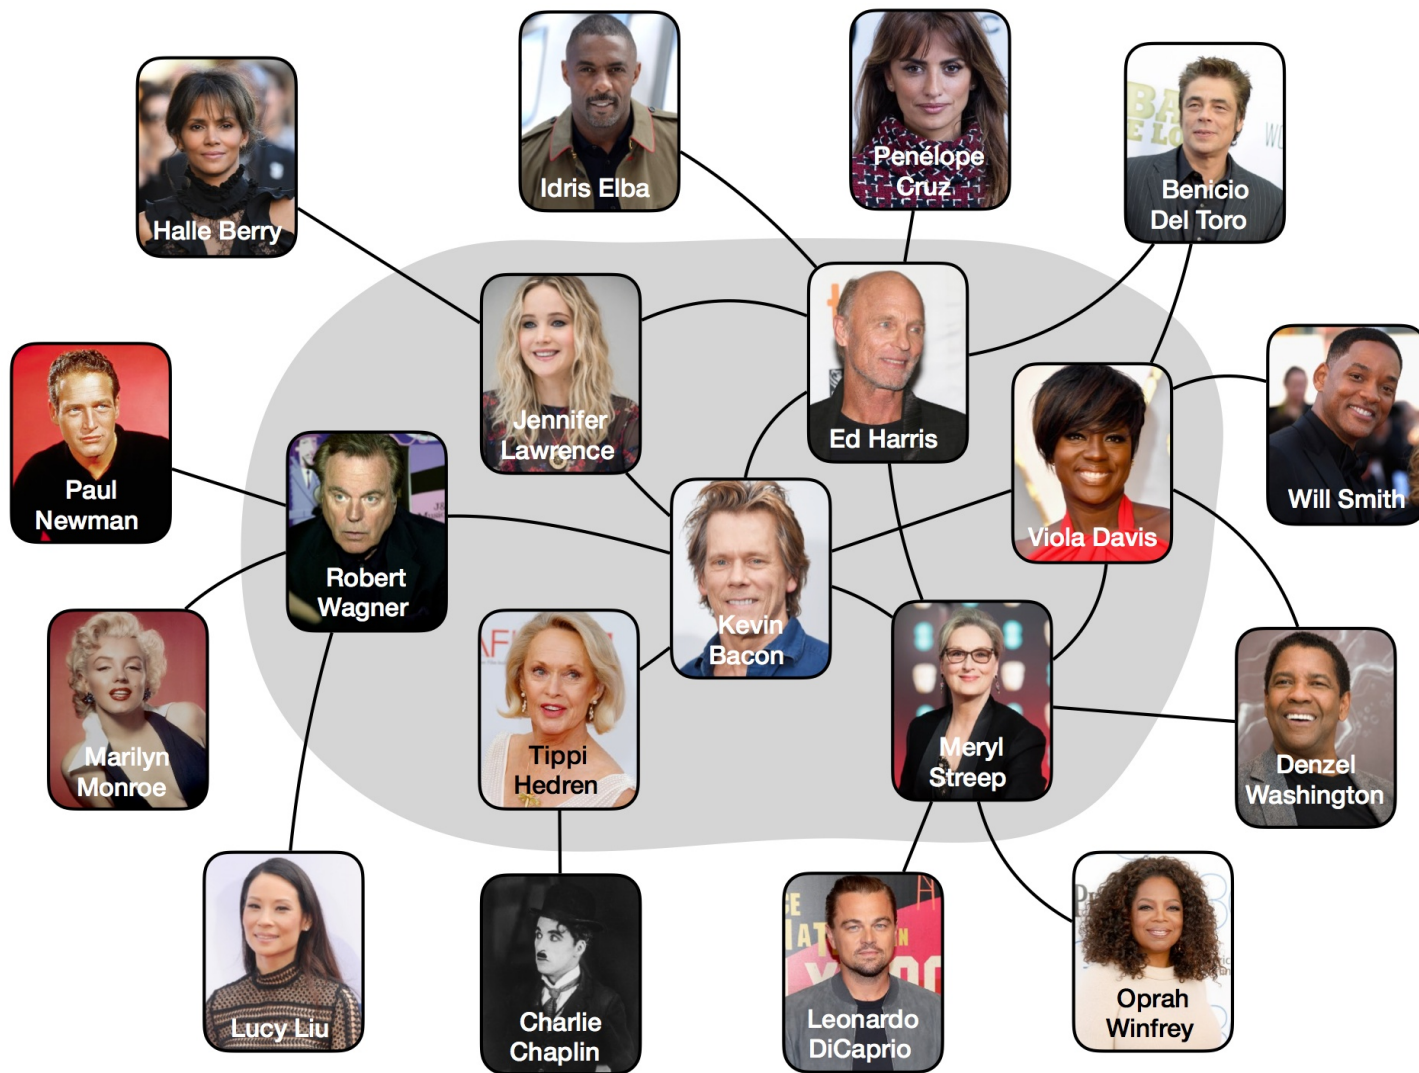 Idris Elba
Penélope
Cruz
Benicio
Del Toro
Halle Berry
Jennifer
Lawrence
Ed Harris
Paul
Newman
Will Smith
Viola Davis
Robert
Wagner
Kevin
Bacon
Marilyn
Monroe
Tippi
Hedren
Meryl
Streep
Denzel
Washington
Lucy Liu
Charlie
Chaplin
Leonardo
DiCaprio
Oprah
Winfrey